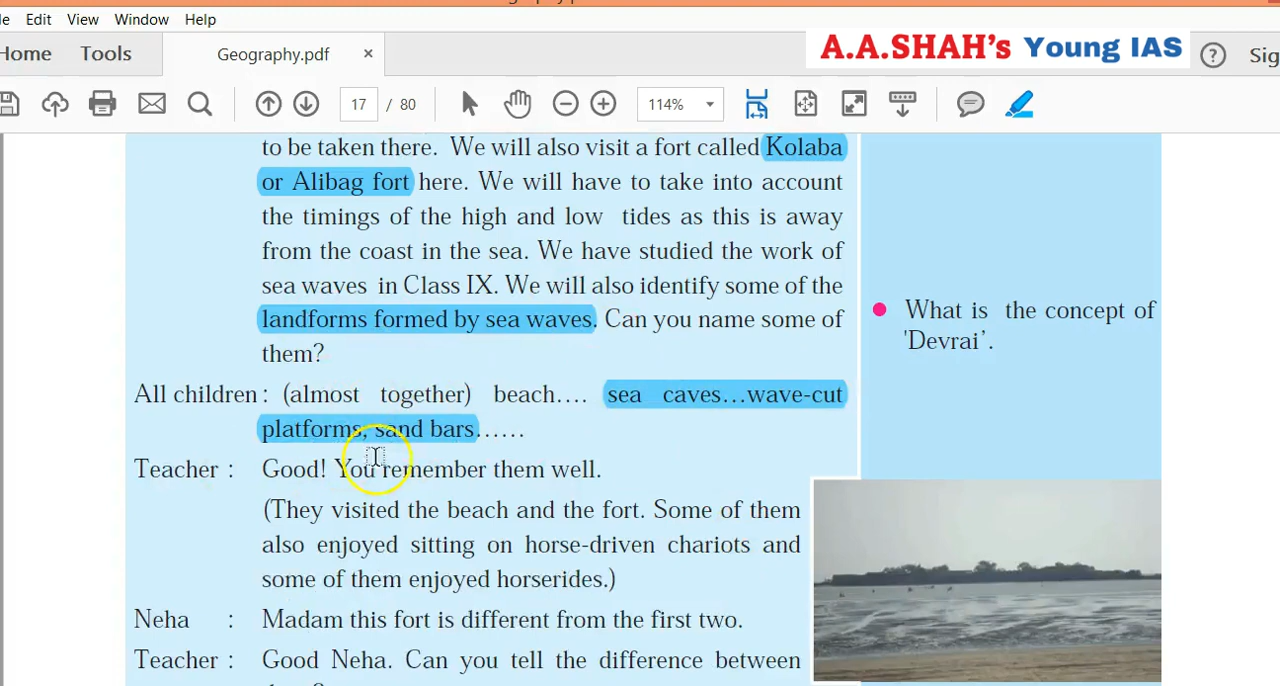 Edit View Window Help
Home Tools Geography.pdf × A.A.SHAH's Young IAS ?
17 / 80 114%
to be taken there. We will also visit a fort called Kolaba
or Alibag fort here. We will have to take into account
the timings of the high and low tides as this is away
from the coast in the sea. We have studied the work of
sea waves in Class IX. We will also identify some of the
landforms formed by sea waves. Can you name some of
them?
All children : (almost together) beach.... sea caves...wave-cut
platforms, sand bars......
Teacher : Good! You remember them well.
(They visited the beach and the fort. Some of them
also enjoyed sitting on horse-driven chariots and
some of them enjoyed horserides.)
Neha : Madam this fort is different from the first two.
Teacher : Good Neha. Can you tell the difference between
What is the concept of
'Devrai’.